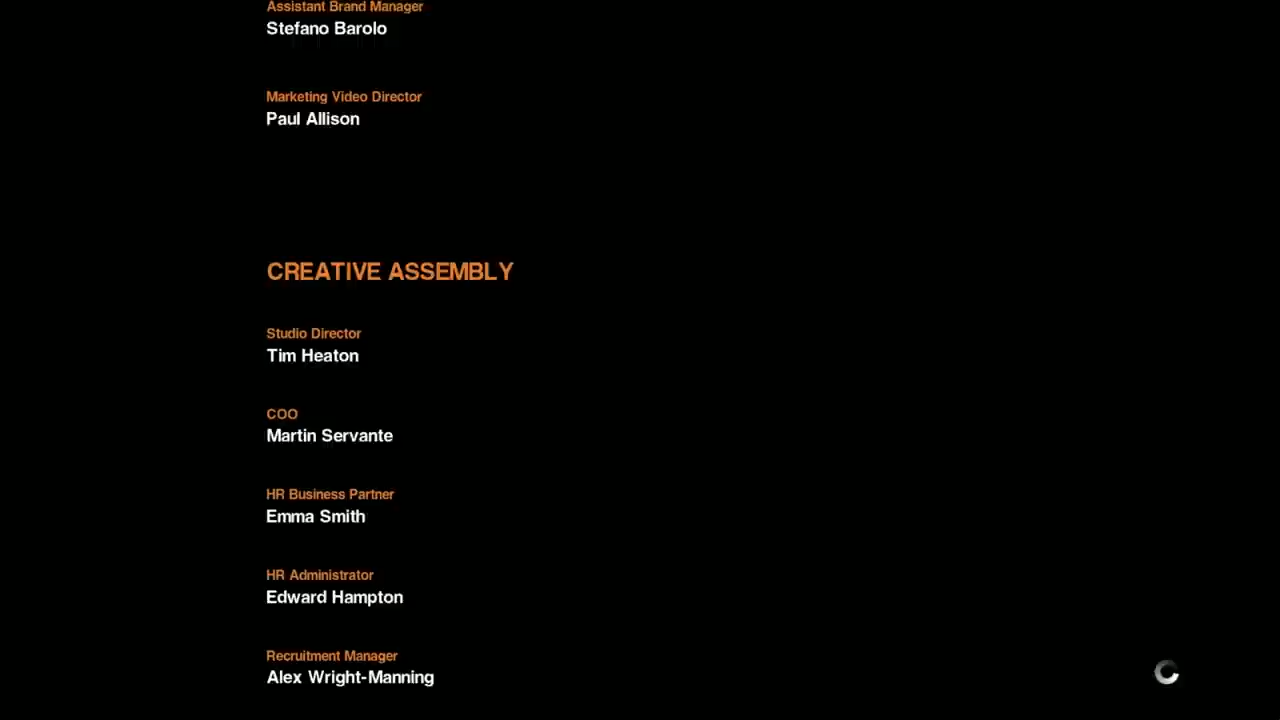 Assistant Brand Manager
Stefano Barolo
Marketing Video Director
Paul Allison
CREATIVE ASSEMBLY
Studio Director
Tim Heaton
COO
Martin Servante
HR Business Partner
Emma Smith
HR Administrator
Edward Hampton
Recruitment Manager
Alex Wright-Manning